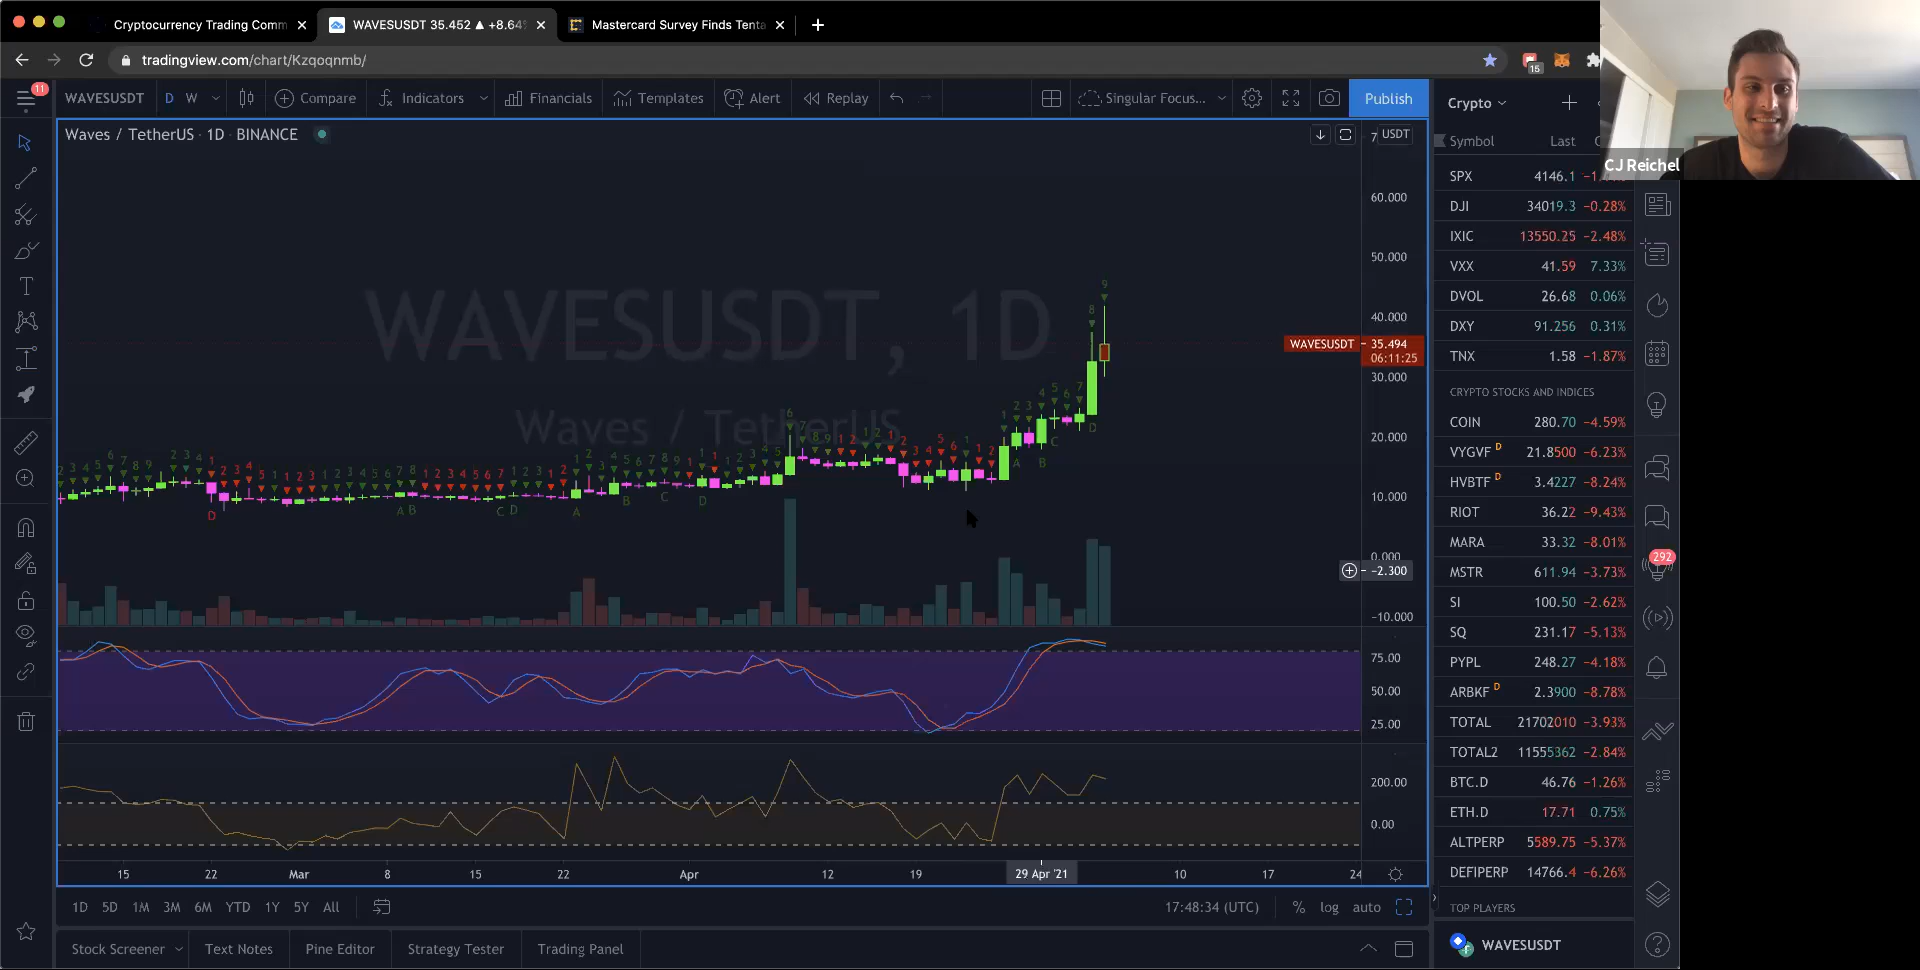 Cryptocurrency Trading Comm
WAVESUSDT 35.452 ▲ +8.64%
Mastercard Survey Finds Tenta
tradingview.com/chart/Kzqoqnmb/
15
11
WAVESUSDT
D W
Compare
Indicators
Financials
Templates
Alert
Replay
Singular Focus...
Publish
Waves / TetherUS · 1D · BINANCE
USDT
WAVESUSDT, 1D
Waves / TetherUS
60.000
50.000
40.000
WAVESUSDT 35.494
06:11:25
30.000
20.000
10.000
0.000
−2.300
−10.000
75.00
50.00
25.00
200.00
0.00
15 22 Mar 8 15 22 Apr 12 19 29 Apr '21 10 17 24
1D 5D 1M 3M 6M YTD 1Y 5Y All
17:48:34 (UTC) % log auto
Stock Screener Text Notes Pine Editor Strategy Tester Trading Panel
Crypto
Symbol Last
SPX 4146.1
DJI 34019.3 −0.28%
IXIC 13550.25 −2.48%
VXX 41.59 7.33%
DVOL 26.68 0.06%
DXY 91.256 0.31%
TNX 1.58 −1.87%
CRYPTO STOCKS AND INDICES
COIN 280.70 −4.59%
VYGVF D 21.8500 −6.23%
HVBTF D 3.4227 −8.24%
RIOT 36.22 −9.43%
MARA 33.32 −8.01%
MSTR 611.94 −3.73%
SI 100.50 −2.62%
SQ 231.17 −5.13%
PYPL 248.27 −4.18%
ARBKF D 2.3900 −8.78%
TOTAL 21702010 −3.93%
TOTAL2 11555362 −2.84%
BTC.D 46.76 −1.26%
ETH.D 17.71 0.75%
ALTPERP 5589.75 −5.37%
DEFIPERP 14766.4 −6.26%
TOP PLAYERS
WAVESUSDT
292
CJ Reichel